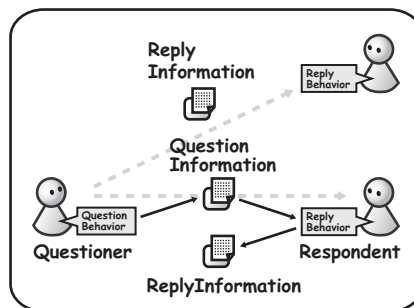 Reply
Information
Reply
Behavior
Question
Information
Question
Behavior
Reply
Behavior
Questioner
Respondent
ReplyInformation